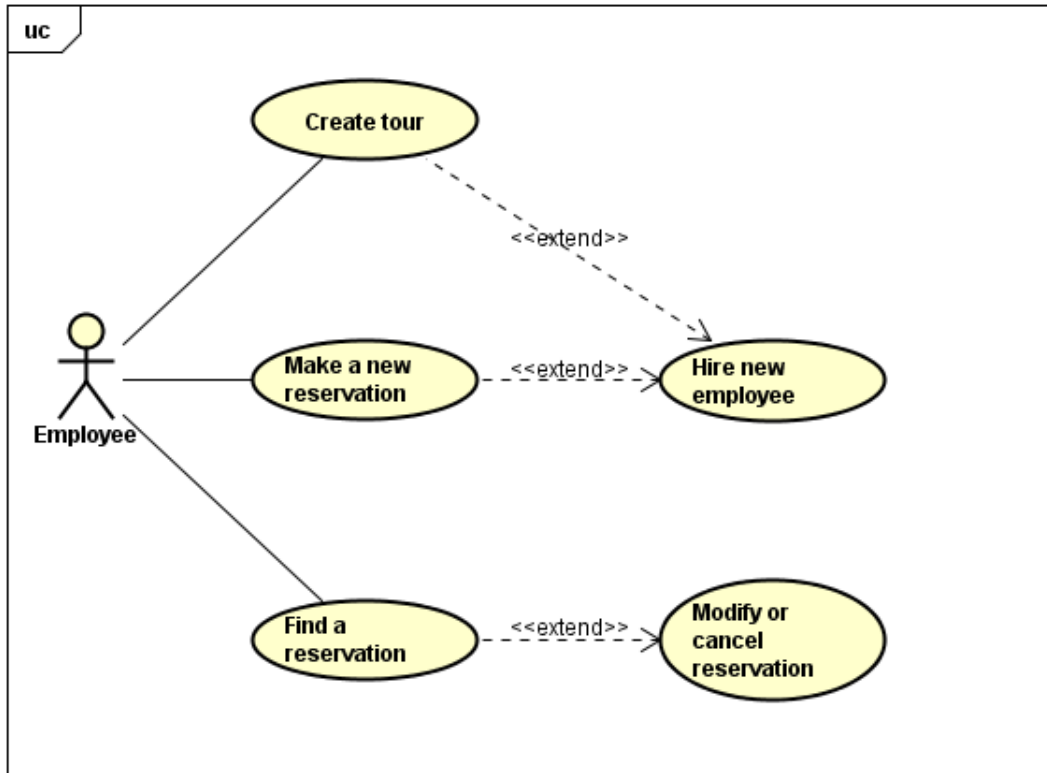 uc
Create tour
<<extend>>
Make a new
reservation
<<extend>>
Hire new
employee
Employee
Find a
reservation
<<extend>>
Modify or
cancel
reservation